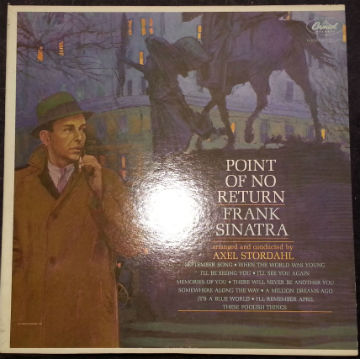 Capitol
POINT
OF NO
RETURN
FRANK
SINATRA
arranged and conducted by
AXEL STORDAHL
SEPTEMBER SONG • WHEN THE WORLD WAS YOUNG
I'LL BE SEEING YOU • I'LL SEE YOU AGAIN
MEMORIES OF YOU • THERE WILL NEVER BE ANOTHER YOU
SOMEWHERE ALONG THE WAY • A MILLION DREAMS AGO
IT'S A BLUE WORLD • I'LL REMEMBER APRIL
THESE FOOLISH THINGS